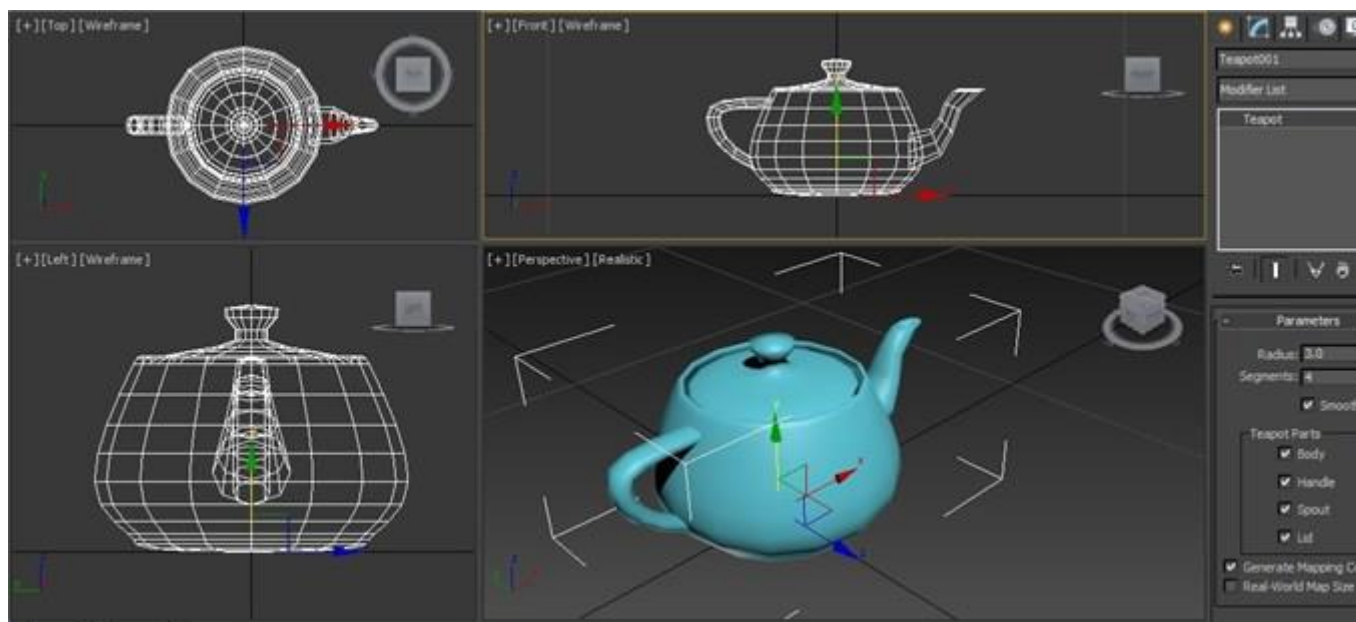 [+][Top][Wireframe]
[+][Front][Wireframe]
[+][Left][Wireframe]
[+][Perspective][Realistic]
Teapot001
Modifier List
Teapot
Parameters
Radius: 3.0
Segments: 4
Smoot
Teapot Parts
Body
Handle
Spout
Lid
Generate Mapping Co
Real-World Map Size